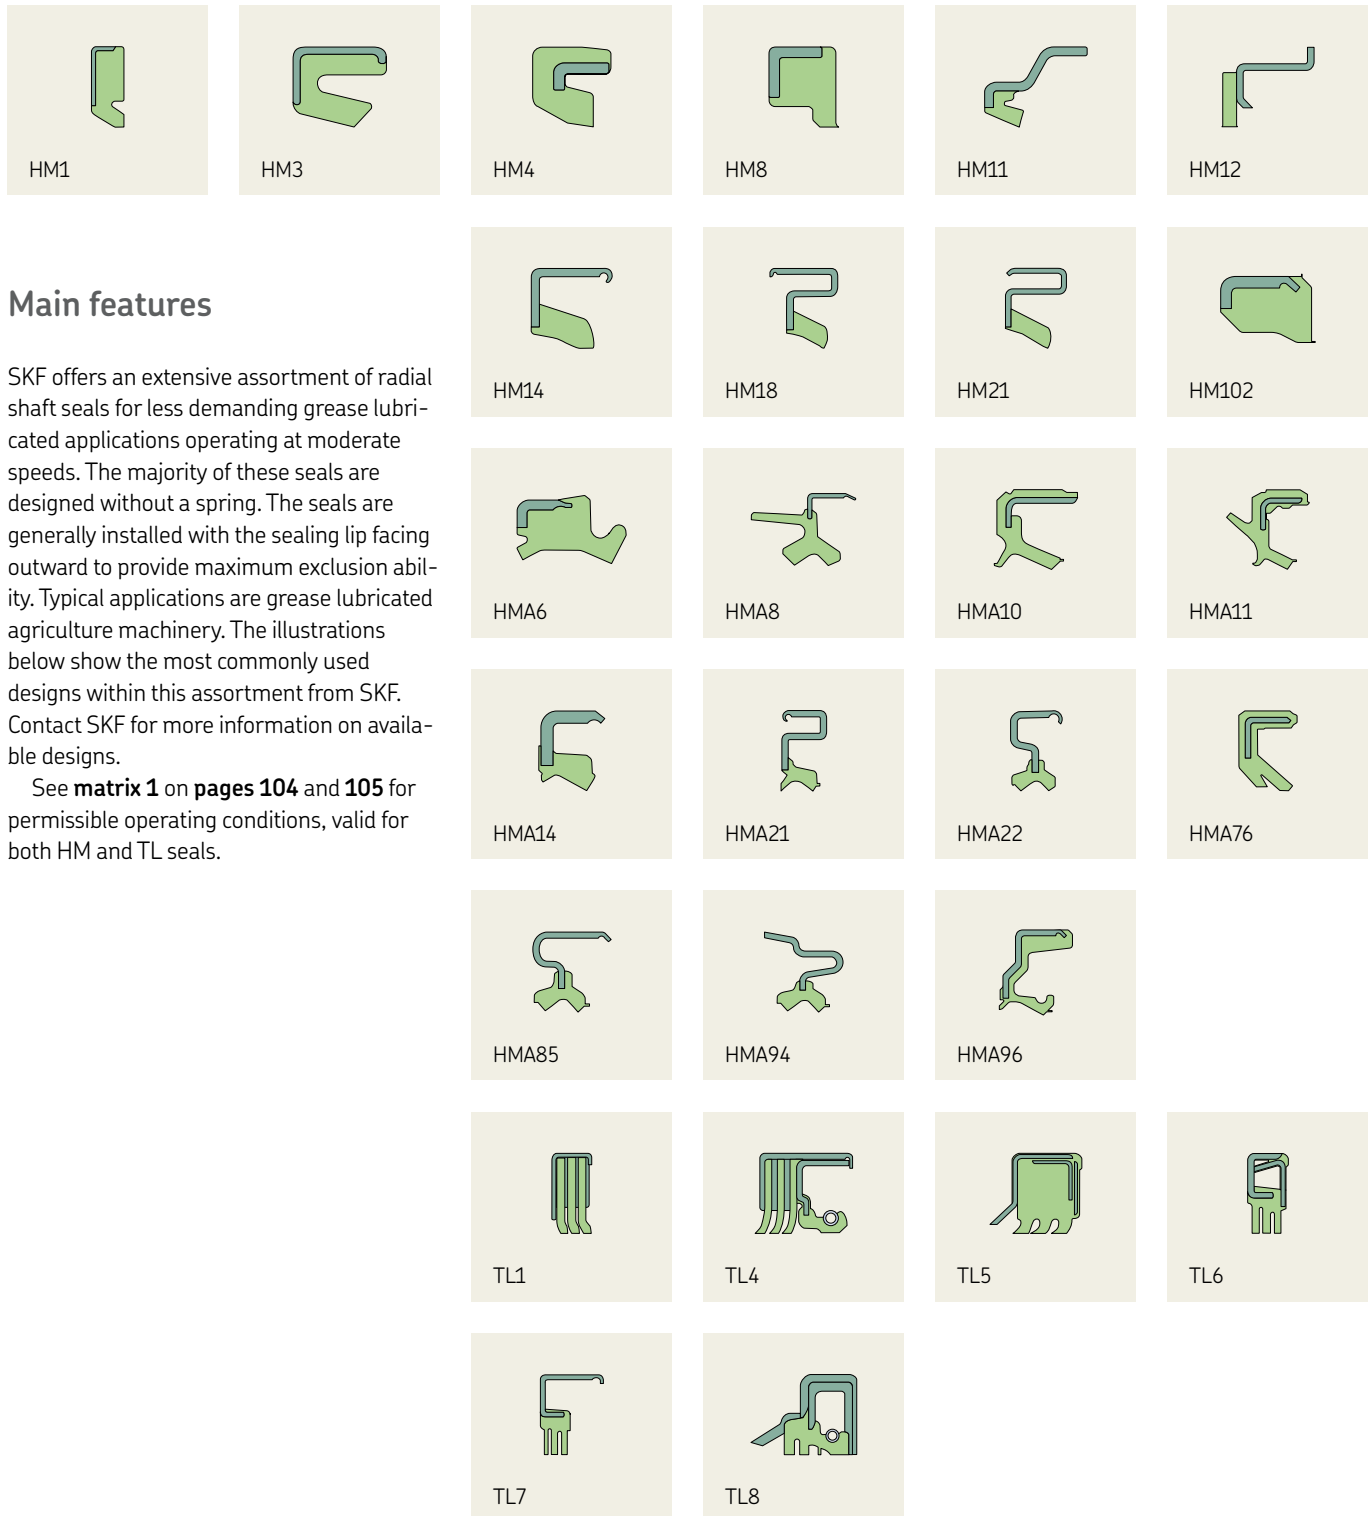 HM1
HM3
HM4
HM8
HM11
HM12
Main features
SKF offers an extensive assortment of radial
shaft seals for less demanding grease lubri-
cated applications operating at moderate
speeds. The majority of these seals are
designed without a spring. The seals are
generally installed with the sealing lip facing
outward to provide maximum exclusion abil-
ity. Typical applications are grease lubricated
agriculture machinery. The illustrations
below show the most commonly used
designs within this assortment from SKF.
Contact SKF for more information on availa-
ble designs.
See matrix 1 on pages 104 and 105 for
permissible operating conditions, valid for
both HM and TL seals.
HM14
HM18
HM21
HM102
HMA6
HMA8
HMA10
HMA11
HMA14
HMA21
HMA22
HMA76
HMA85
HMA94
HMA96
TL1
TL4
TL5
TL6
TL7
TL8